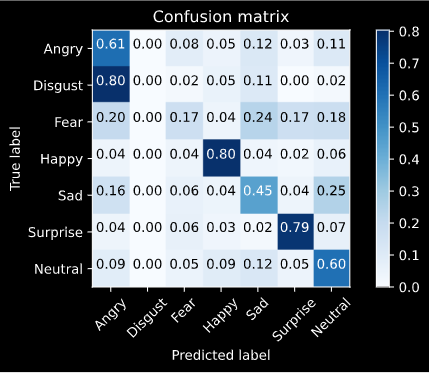 Confusion matrix
Angry 0.61 0.00 0.08 0.05 0.12 0.03 0.11
Disgust 0.80 0.00 0.02 0.05 0.11 0.00 0.02
Fear 0.20 0.00 0.17 0.04 0.24 0.17 0.18
Happy 0.04 0.00 0.04 0.80 0.04 0.02 0.06
Sad 0.16 0.00 0.06 0.04 0.45 0.04 0.25
Surprise 0.04 0.00 0.06 0.03 0.02 0.79 0.07
Neutral 0.09 0.00 0.05 0.09 0.12 0.05 0.60
Angry Disgust Fear Happy Sad Surprise Neutral
True label
Predicted label
0.8
0.7
0.6
0.5
0.4
0.3
0.2
0.1
0.0